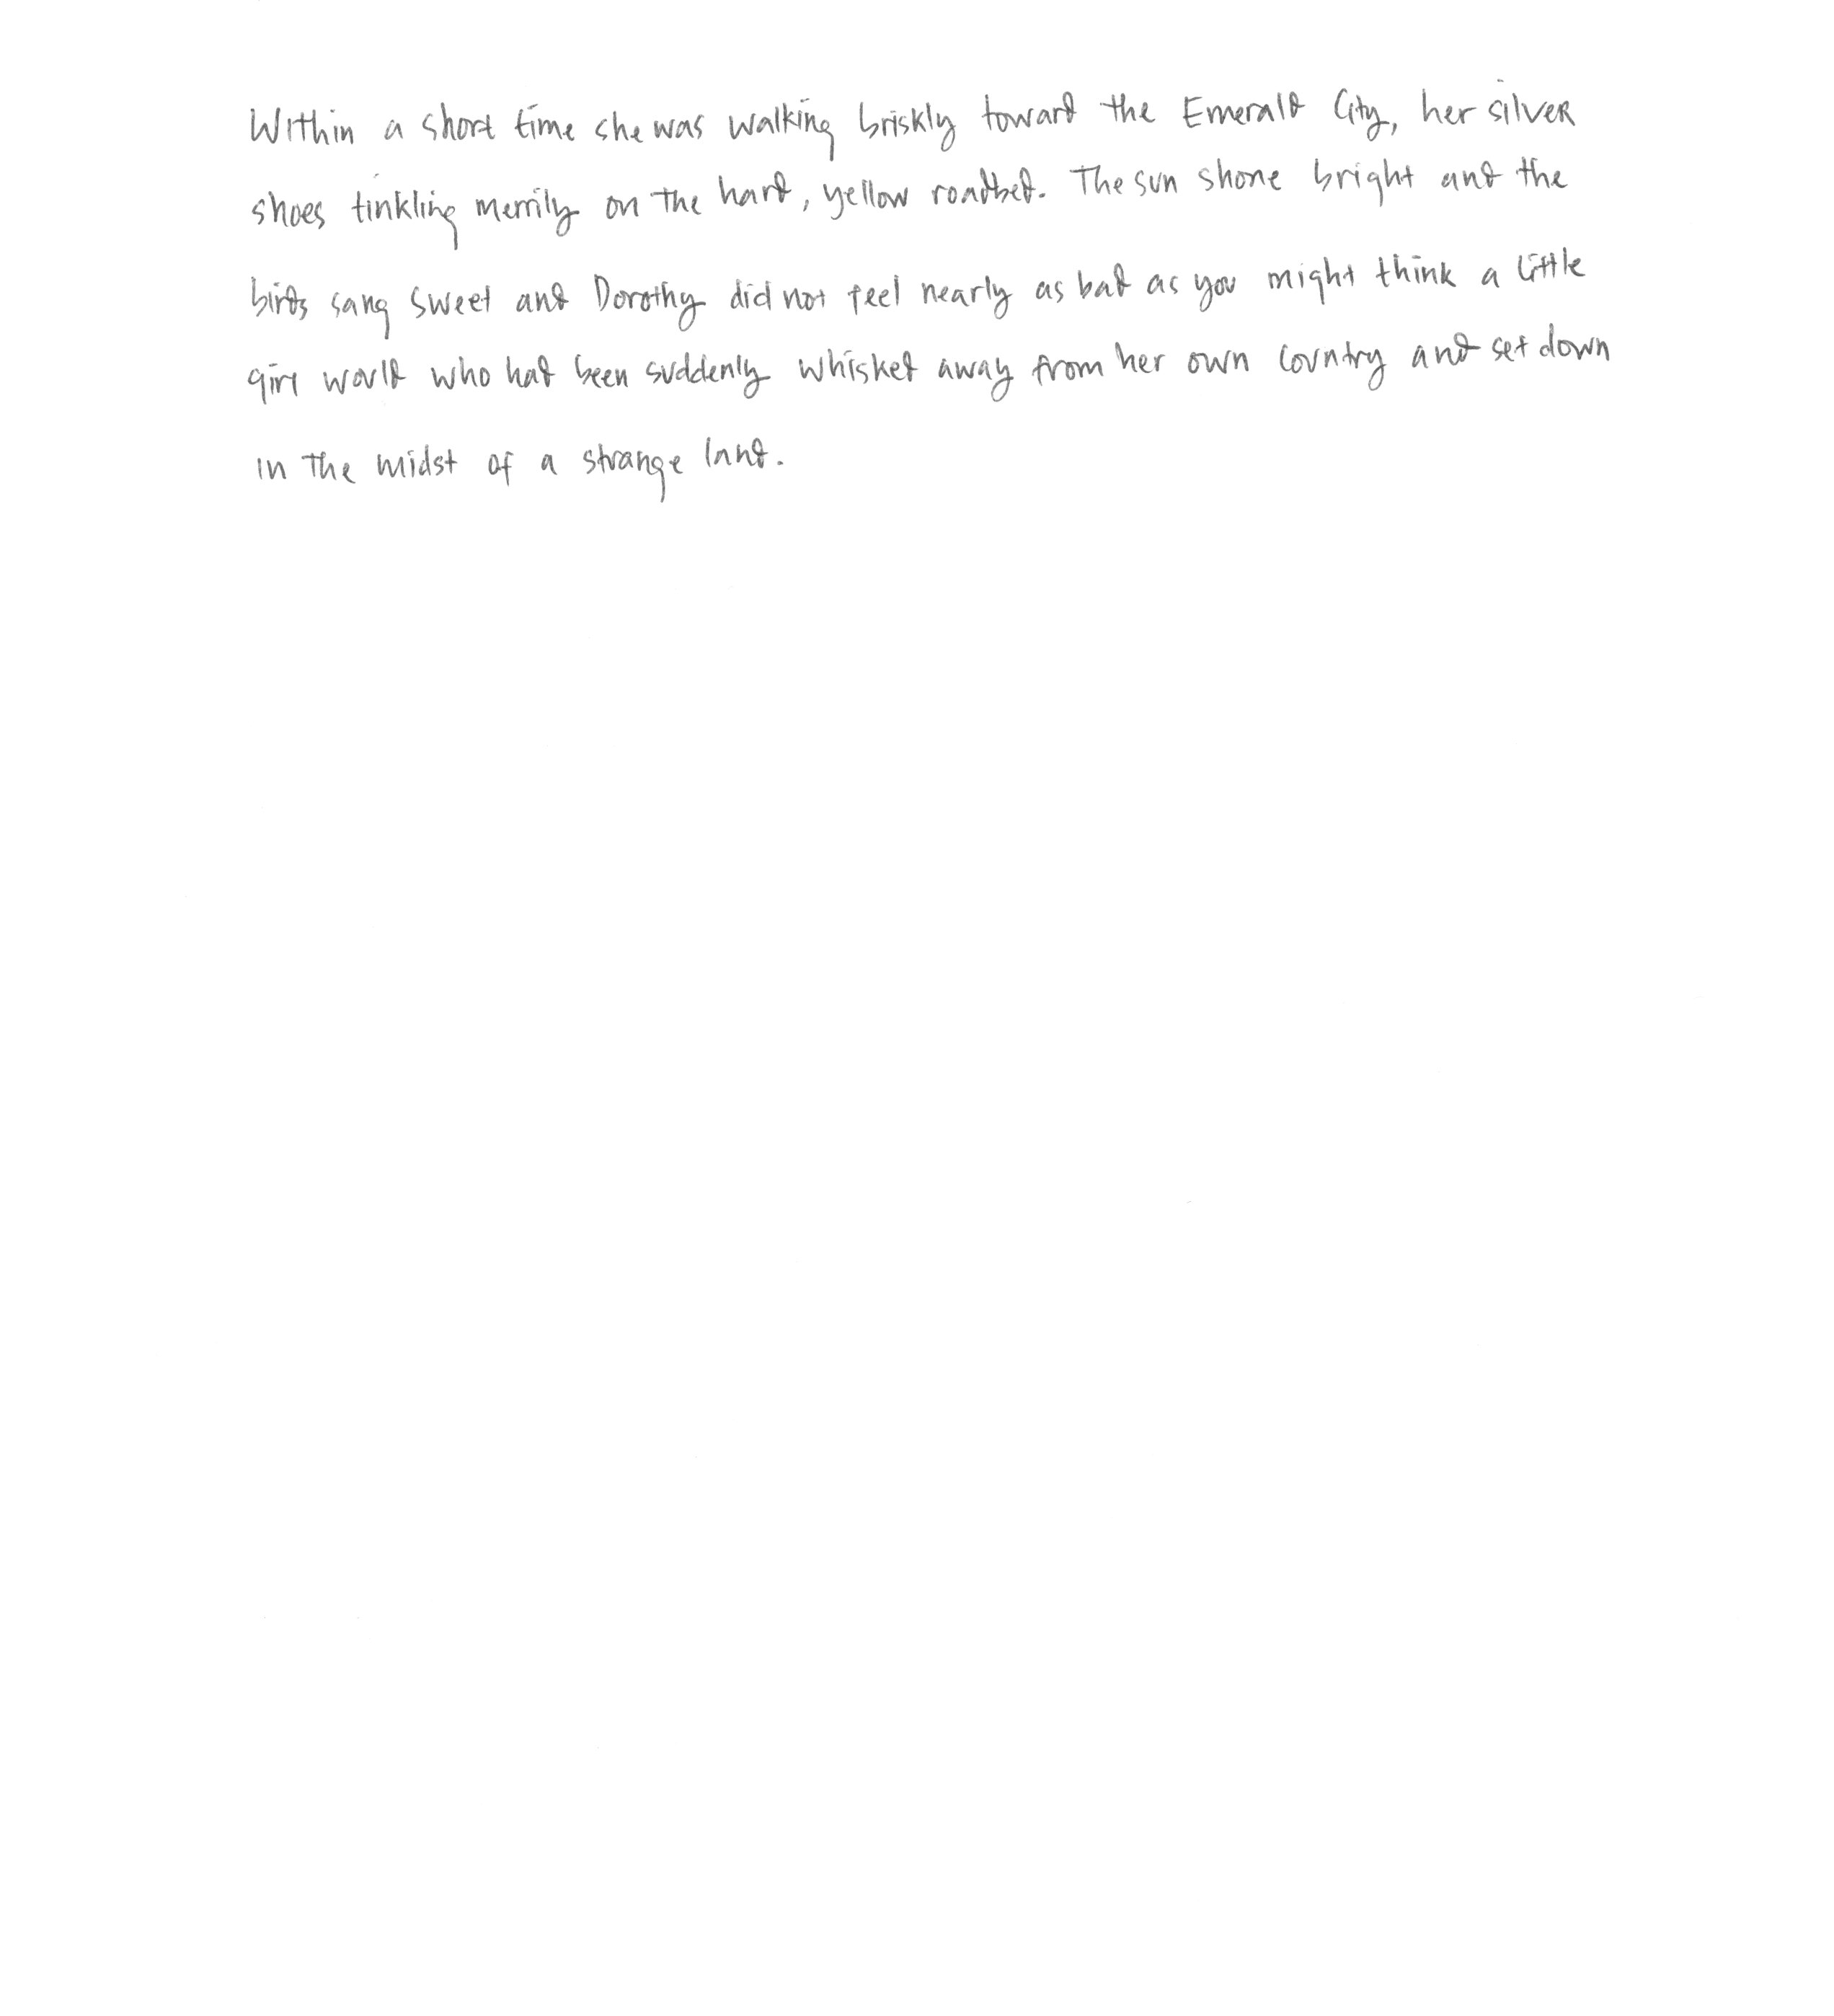 Within a short time she was walking briskly toward the Emerald City, her silver
shoes tinkling merrily on the hard, yellow roadbed. The sun shone bright and the
birds sang sweet and Dorothy did not feel nearly as bad as you might think a little
girl would who had been suddenly whisked away from her own country and set down
in the midst of a strange land.